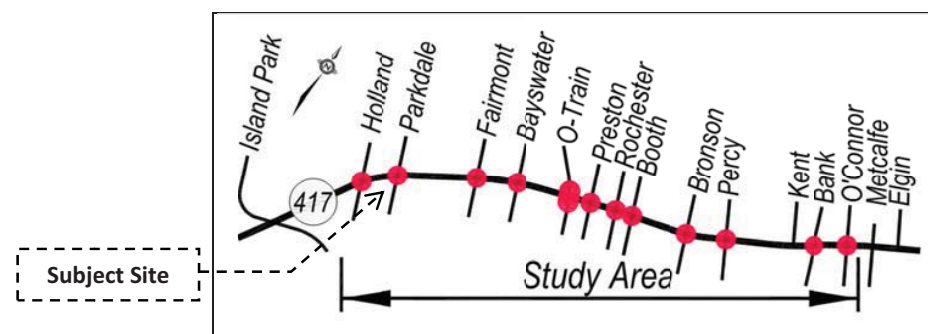 Island Park
Holland
Parkdale
Fairmont
Bayswater
O-Train
Preston
Rochester
Booth
Bronson
Percy
Kent
Bank
O'Connor
Metcalfe
Elgin
417
Subject Site
Study Area